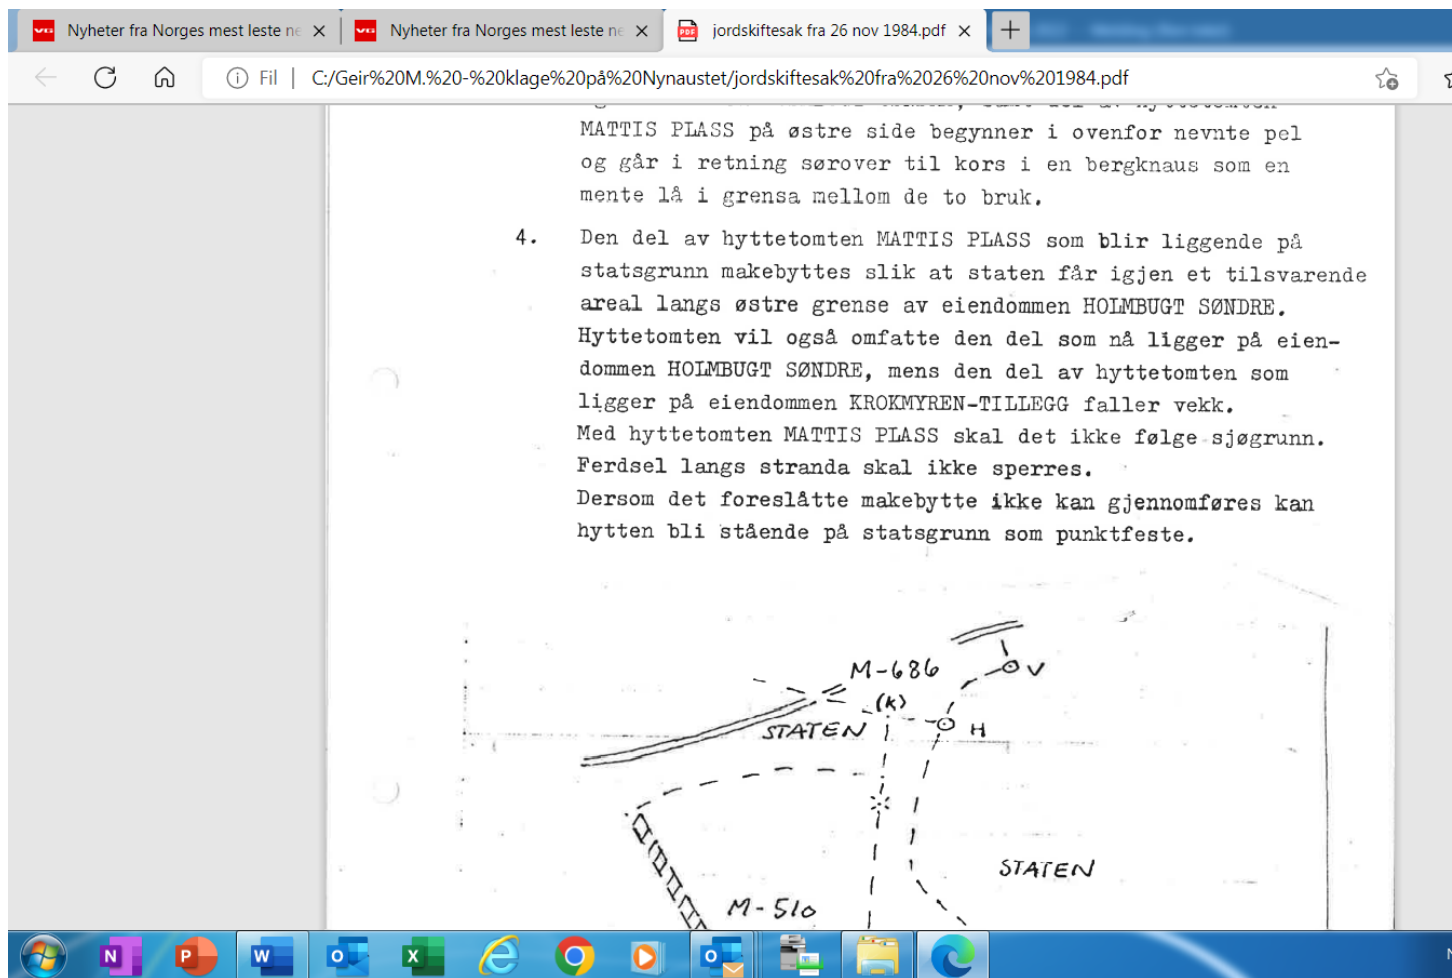 Nyheter fra Norges mest leste ne
Nyheter fra Norges mest leste ne
jordskiftesak fra 26 nov 1984.pdf
Fil
C:/Geir%20M.%20-%20klage%20på%20Nynaustet/jordskiftesak%20fra%2026%20nov%201984.pdf
MATTIS PLASS på østre side begynner i ovenfor nevnte pel
og går i retning sørover til kors i en bergknaus som en
mente lå i grensa mellom de to bruk.
4. Den del av hyttetomten MATTIS PLASS som blir liggende på
statsgrunn makebyttes slik at staten får igjen et tilsvarende
areal langs østre grense av eiendommen HOLMBUGT SØNDRE.
Hyttetomten vil også omfatte den del som nå ligger på eien-
dommen HOLMBUGT SØNDRE, mens den del av hyttetomten som
ligger på eiendommen KROKMYREN-TILLEGG faller vekk.
Med hyttetomten MATTIS PLASS skal det ikke følge sjøgrunn.
Ferdsel langs stranda skal ikke sperres.
Dersom det foreslåtte makebytte ikke kan gjennomføres kan
hytten bli stående på statsgrunn som punktfeste.
M-686
V
(K)
STATEN
H
STATEN
M-510